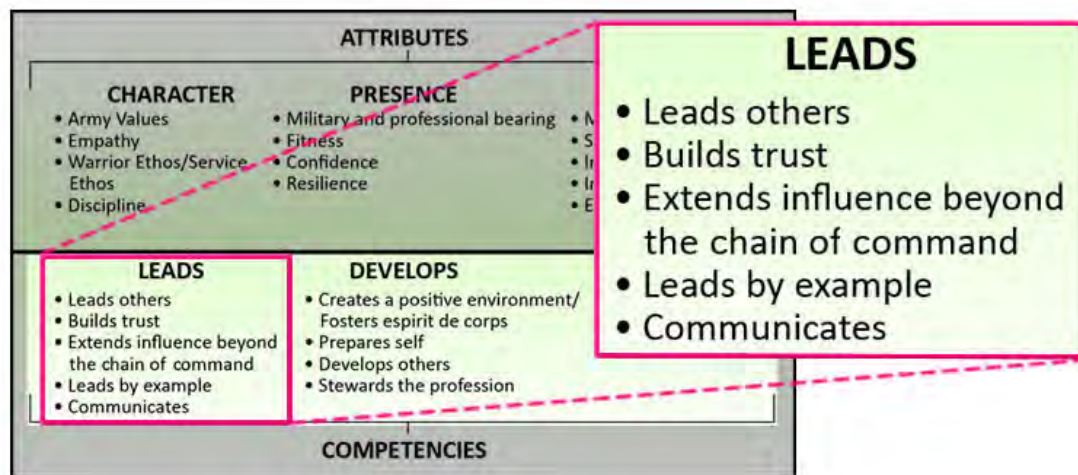 ATTRIBUTES
CHARACTER
• Army Values
• Empathy
• Warrior Ethos/Service
Ethos
• Discipline
PRESENCE
• Military and professional bearing
• Fitness
• Confidence
• Resilience
LEADS
• Leads others
• Builds trust
• Extends influence beyond
the chain of command
• Leads by example
• Communicates
DEVELOPS
• Creates a positive environment/
Fosters espirit de corps
• Prepares self
• Develops others
• Stewards the profession
COMPETENCIES
LEADS
• Leads others
• Builds trust
• Extends influence beyond
the chain of command
• Leads by example
• Communicates